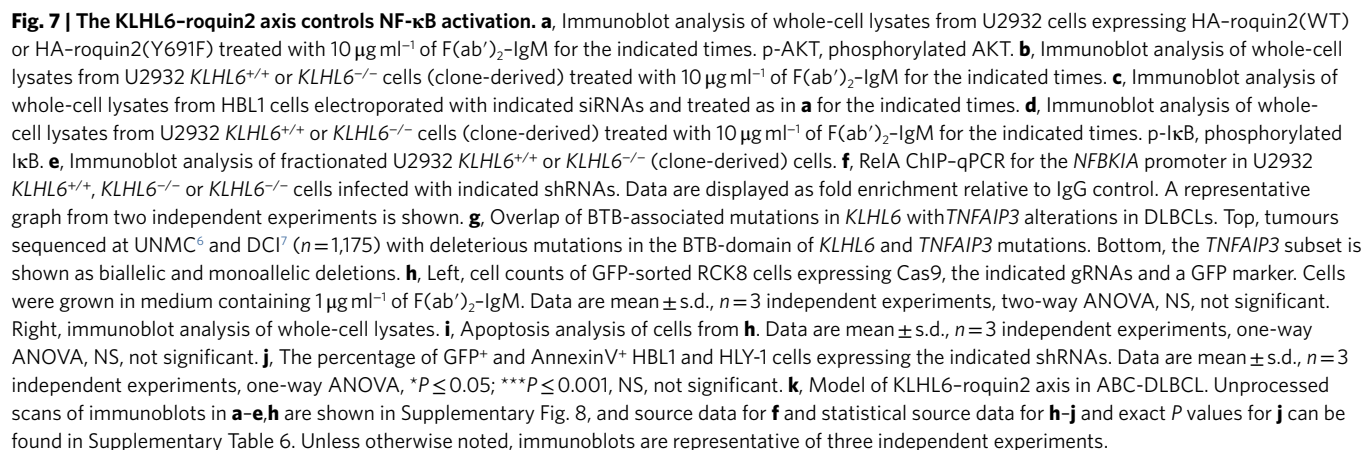 Fig. 7 | The KLHL6–roquin2 axis controls NF-κB activation. a, Immunoblot analysis of whole-cell lysates from U2932 cells expressing HA–roquin2(WT)
or HA–roquin2(Y691F) treated with 10 μg ml⁻¹ of F(ab′)₂–IgM for the indicated times. p-AKT, phosphorylated AKT. b, Immunoblot analysis of whole-cell
lysates from U2932 KLHL6⁺/⁺ or KLHL6⁻/⁻ cells (clone-derived) treated with 10 μg ml⁻¹ of F(ab′)₂–IgM for the indicated times. c, Immunoblot analysis of
whole-cell lysates from HBL1 cells electroporated with indicated siRNAs and treated as in a for the indicated times. d, Immunoblot analysis of whole-
cell lysates from U2932 KLHL6⁺/⁺ or KLHL6⁻/⁻ cells (clone-derived) treated with 10 μg ml⁻¹ of F(ab′)₂–IgM for the indicated times. p-IκB, phosphorylated
IκB. e, Immunoblot analysis of fractionated U2932 KLHL6⁺/⁺ or KLHL6⁻/⁻ (clone-derived) cells. f, RelA ChIP–qPCR for the NFBKIA promoter in U2932
KLHL6⁺/⁺, KLHL6⁻/⁻ or KLHL6⁻/⁻ cells infected with indicated shRNAs. Data are displayed as fold enrichment relative to IgG control. A representative
graph from two independent experiments is shown. g, Overlap of BTB-associated mutations in KLHL6 withTNFAIP3 alterations in DLBCLs. Top, tumours
sequenced at UNMC⁶ and DCI⁷ (n=1,175) with deleterious mutations in the BTB-domain of KLHL6 and TNFAIP3 mutations. Bottom, the TNFAIP3 subset is
shown as biallelic and monoallelic deletions. h, Left, cell counts of GFP-sorted RCK8 cells expressing Cas9, the indicated gRNAs and a GFP marker. Cells
were grown in medium containing 1 μg ml⁻¹ of F(ab′)₂–IgM. Data are mean ± s.d., n=3 independent experiments, two-way ANOVA, NS, not significant.
Right, immunoblot analysis of whole-cell lysates. i, Apoptosis analysis of cells from h. Data are mean ± s.d., n=3 independent experiments, one-way
ANOVA, NS, not significant. j, The percentage of GFP⁺ and AnnexinV⁺ HBL1 and HLY-1 cells expressing the indicated shRNAs. Data are mean ± s.d., n=3
independent experiments, one-way ANOVA, *P≤0.05; ***P≤0.001, NS, not significant. k, Model of KLHL6–roquin2 axis in ABC-DLBCL. Unprocessed
scans of immunoblots in a–e,h are shown in Supplementary Fig. 8, and source data for f and statistical source data for h–j and exact P values for j can be
found in Supplementary Table 6. Unless otherwise noted, immunoblots are representative of three independent experiments.